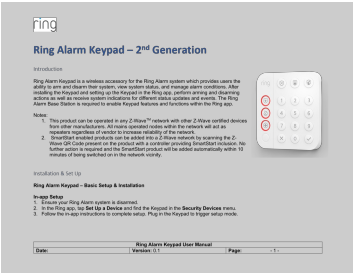 ring
Ring Alarm Keypad – 2nd Generation
Introduction
Ring Alarm Keypad is a wireless accessory for the Ring Alarm system which provides users the
ability to arm and disarm their system, view system status, and manage alarm conditions. After
installing the Keypad and setting up the Keypad in the Ring app, perform arming and disarming
actions as well as receive system indications for different status updates and events. The Ring
Alarm Base Station is required to enable Keypad features and functions within the Ring app.
Notes:
1. This product can be operated in any Z-Wave™ network with other Z-Wave certified devices
from other manufacturers. All mains operated nodes within the network will act as
repeaters regardless of vendor to increase reliability of the network.
2. SmartStart enabled products can be added into a Z-Wave network by scanning the Z-
Wave QR Code present on the product with a controller providing SmartStart inclusion. No
further action is required and the SmartStart product will be added automatically within 10
minutes of being switched on in the network vicinity.
Installation & Set Up
Ring Alarm Keypad – Basic Setup & Installation
In-app Setup
1. Ensure your Ring Alarm system is disarmed.
2. In the Ring app, tap Set Up a Device and find the Keypad in the Security Devices menu.
3. Follow the in-app instructions to complete setup. Plug in the Keypad to trigger setup mode.
Ring Alarm Keypad User Manual
Date: Version: 0.1 Page: - 1 -